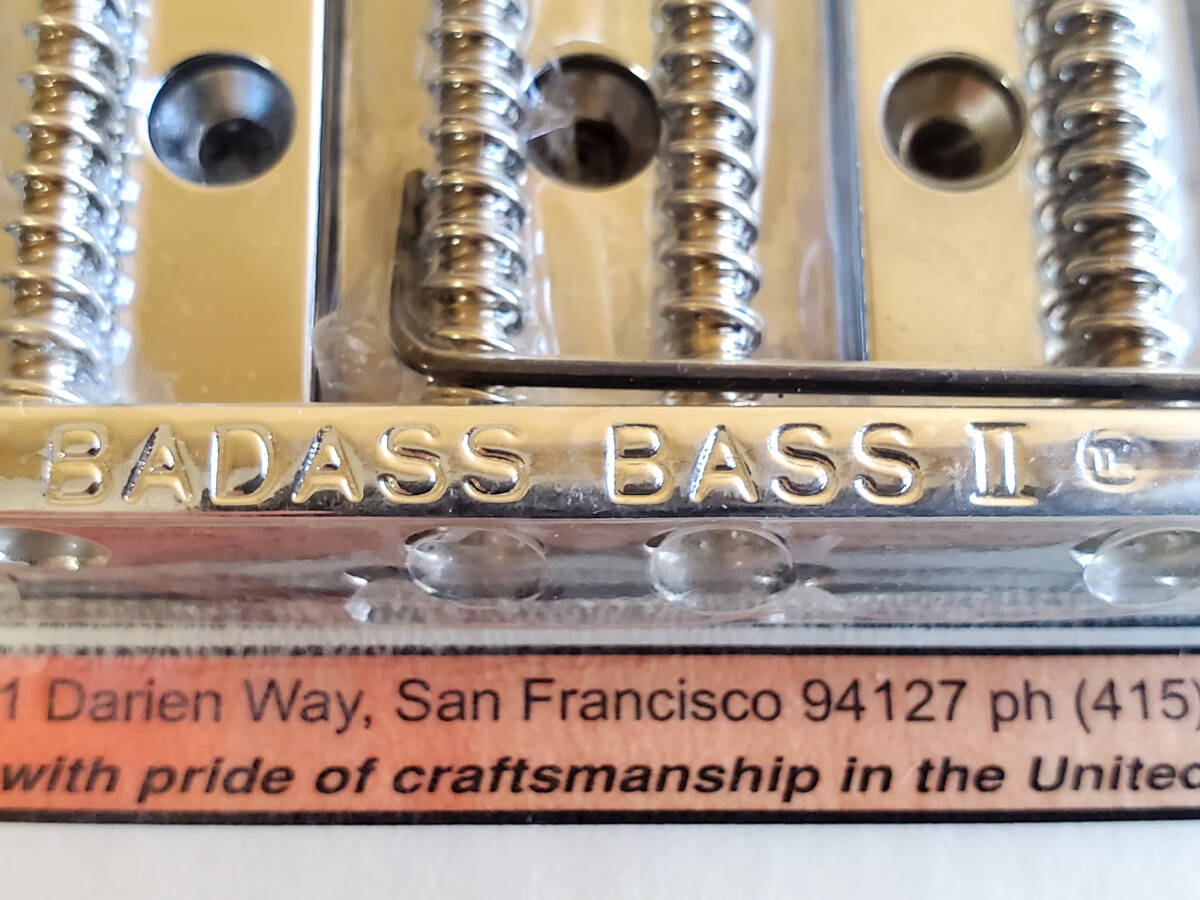 BADASS BASS II
1 Darien Way, San Francisco 94127 ph (415)
with pride of craftsmanship in the United